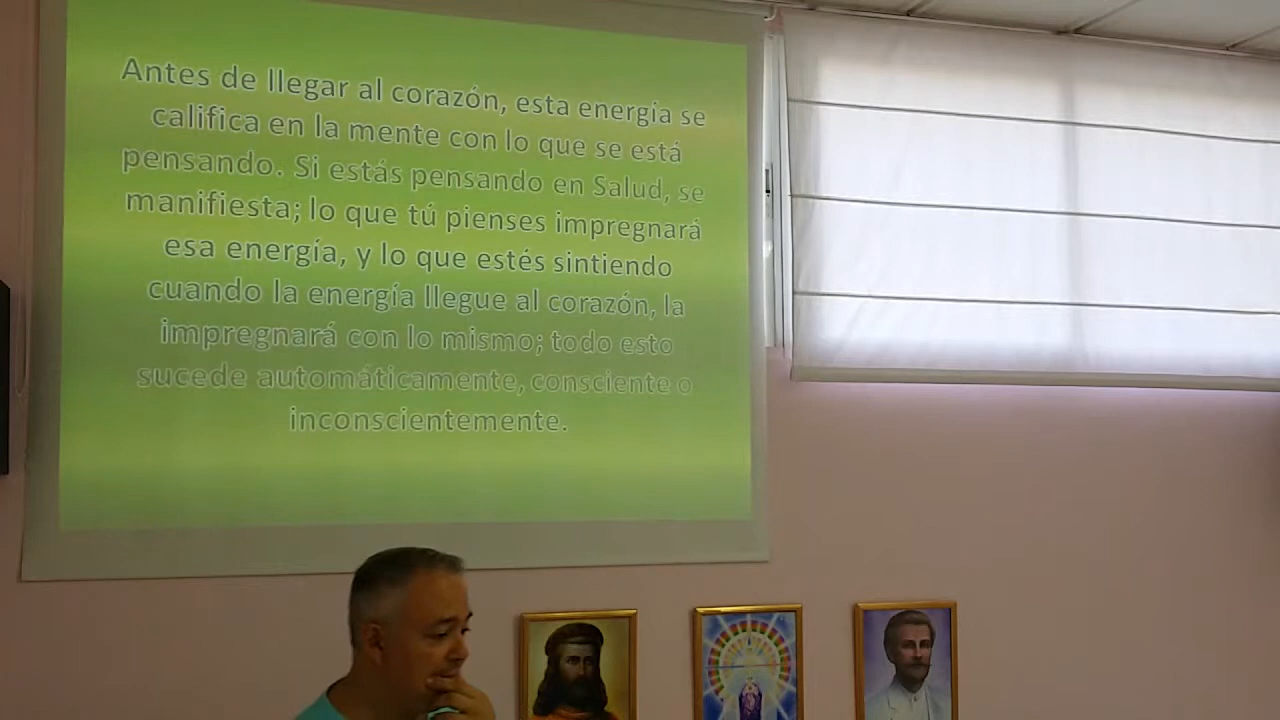 Antes de llegar al corazón, esta energía se
califica en la mente con lo que se está
pensando. Si estás pensando en Salud, se
manifiesta; lo que tú pienses impregnará
esa energía, y lo que estés sintiendo
cuando la energía llegue al corazón, la
impregnará con lo mismo; todo esto
sucede automáticamente, consciente o
inconscientemente.